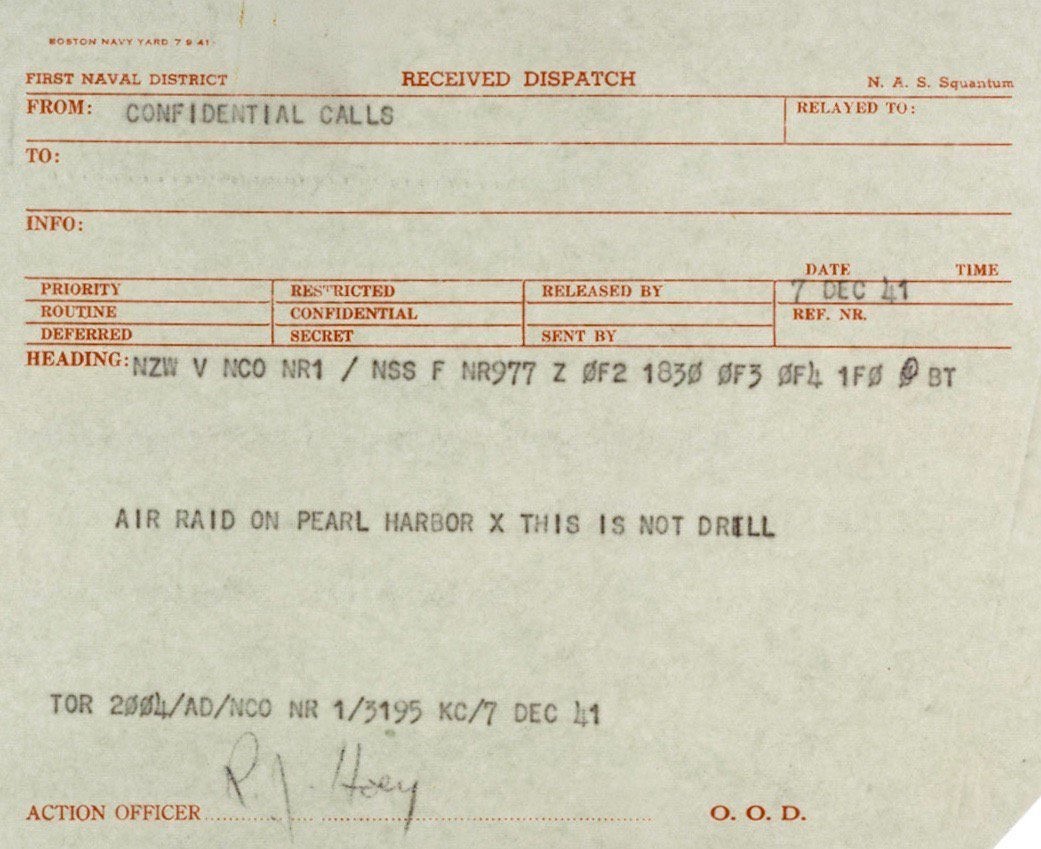 BOSTON NAVY YARD 7 9 41
FIRST NAVAL DISTRICT RECEIVED DISPATCH N. A. S. Squantum
FROM: CONFIDENTIAL CALLS RELAYED TO:
TO:
INFO:
DATE TIME
PRIORITY RESTRICTED RELEASED BY 7 DEC 41
ROUTINE CONFIDENTIAL REF. NR.
DEFERRED SECRET SENT BY
HEADING: NZW V NCO NR1 / NSS F NR977 Z ØF2 183Ø ØF3 ØF4 1FØ Ø BT
AIR RAID ON PEARL HARBOR X THIS IS NOT DRILL
TOR 2ØØ4/AD/NCO NR 1/3195 KC/7 DEC 41
R. J. Hoey
ACTION OFFICER O. O. D.